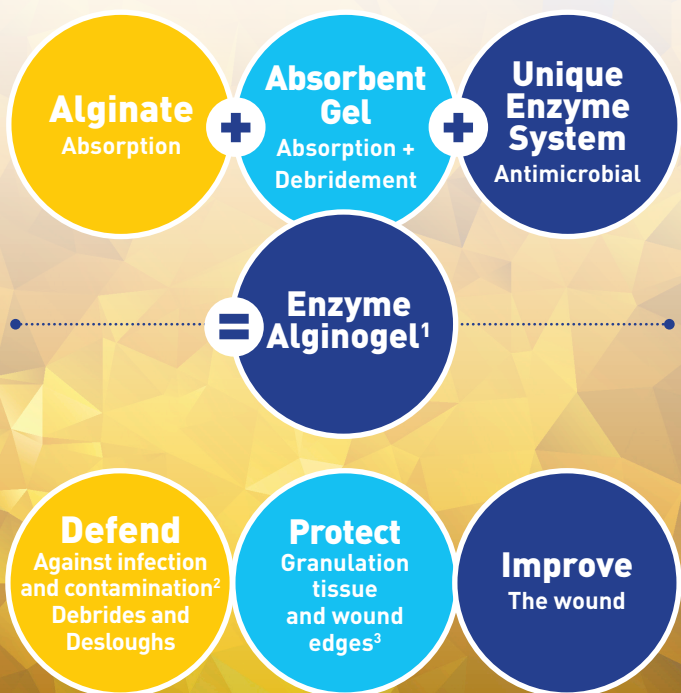 Alginate
Absorption
+
Absorbent
Gel
Absorption +
Debridement
+
Unique
Enzyme
System
Antimicrobial
=
Enzyme
Alginogel¹
Defend
Against infection
and contamination²
Debrides and
Desloughs
Protect
Granulation
tissue
and wound
edges³
Improve
The wound